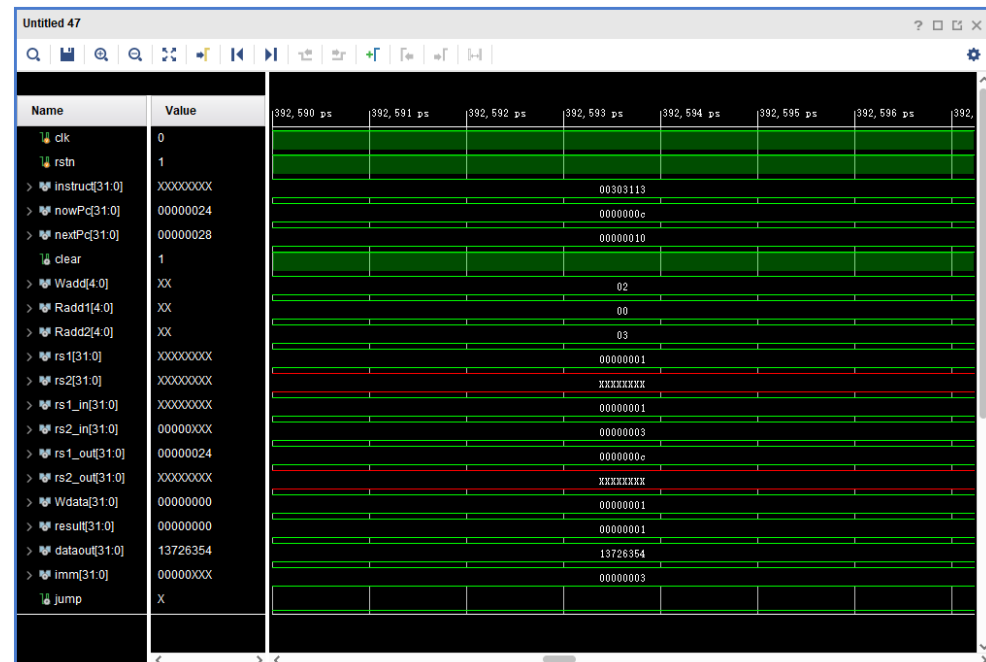 Untitled 47
Name Value 392,590 ps 392,591 ps 392,592 ps 392,593 ps 392,594 ps 392,595 ps 392,596 ps 392,
clk 0
rstn 1
instruct[31:0] XXXXXXXX 00303113
nowPc[31:0] 00000024 0000000c
nextPc[31:0] 00000028 00000010
clear 1
Wadd[4:0] XX 02
Radd1[4:0] XX 00
Radd2[4:0] XX 03
rs1[31:0] XXXXXXXX 00000001
rs2[31:0] XXXXXXXX XXXXXXXX
rs1_in[31:0] XXXXXXXX 00000001
rs2_in[31:0] 00000XXX 00000003
rs1_out[31:0] 00000024 0000000c
rs2_out[31:0] XXXXXXXX XXXXXXXX
Wdata[31:0] 00000000 00000001
result[31:0] 00000000 00000001
dataout[31:0] 13726354 13726354
imm[31:0] 00000XXX 00000003
jump X